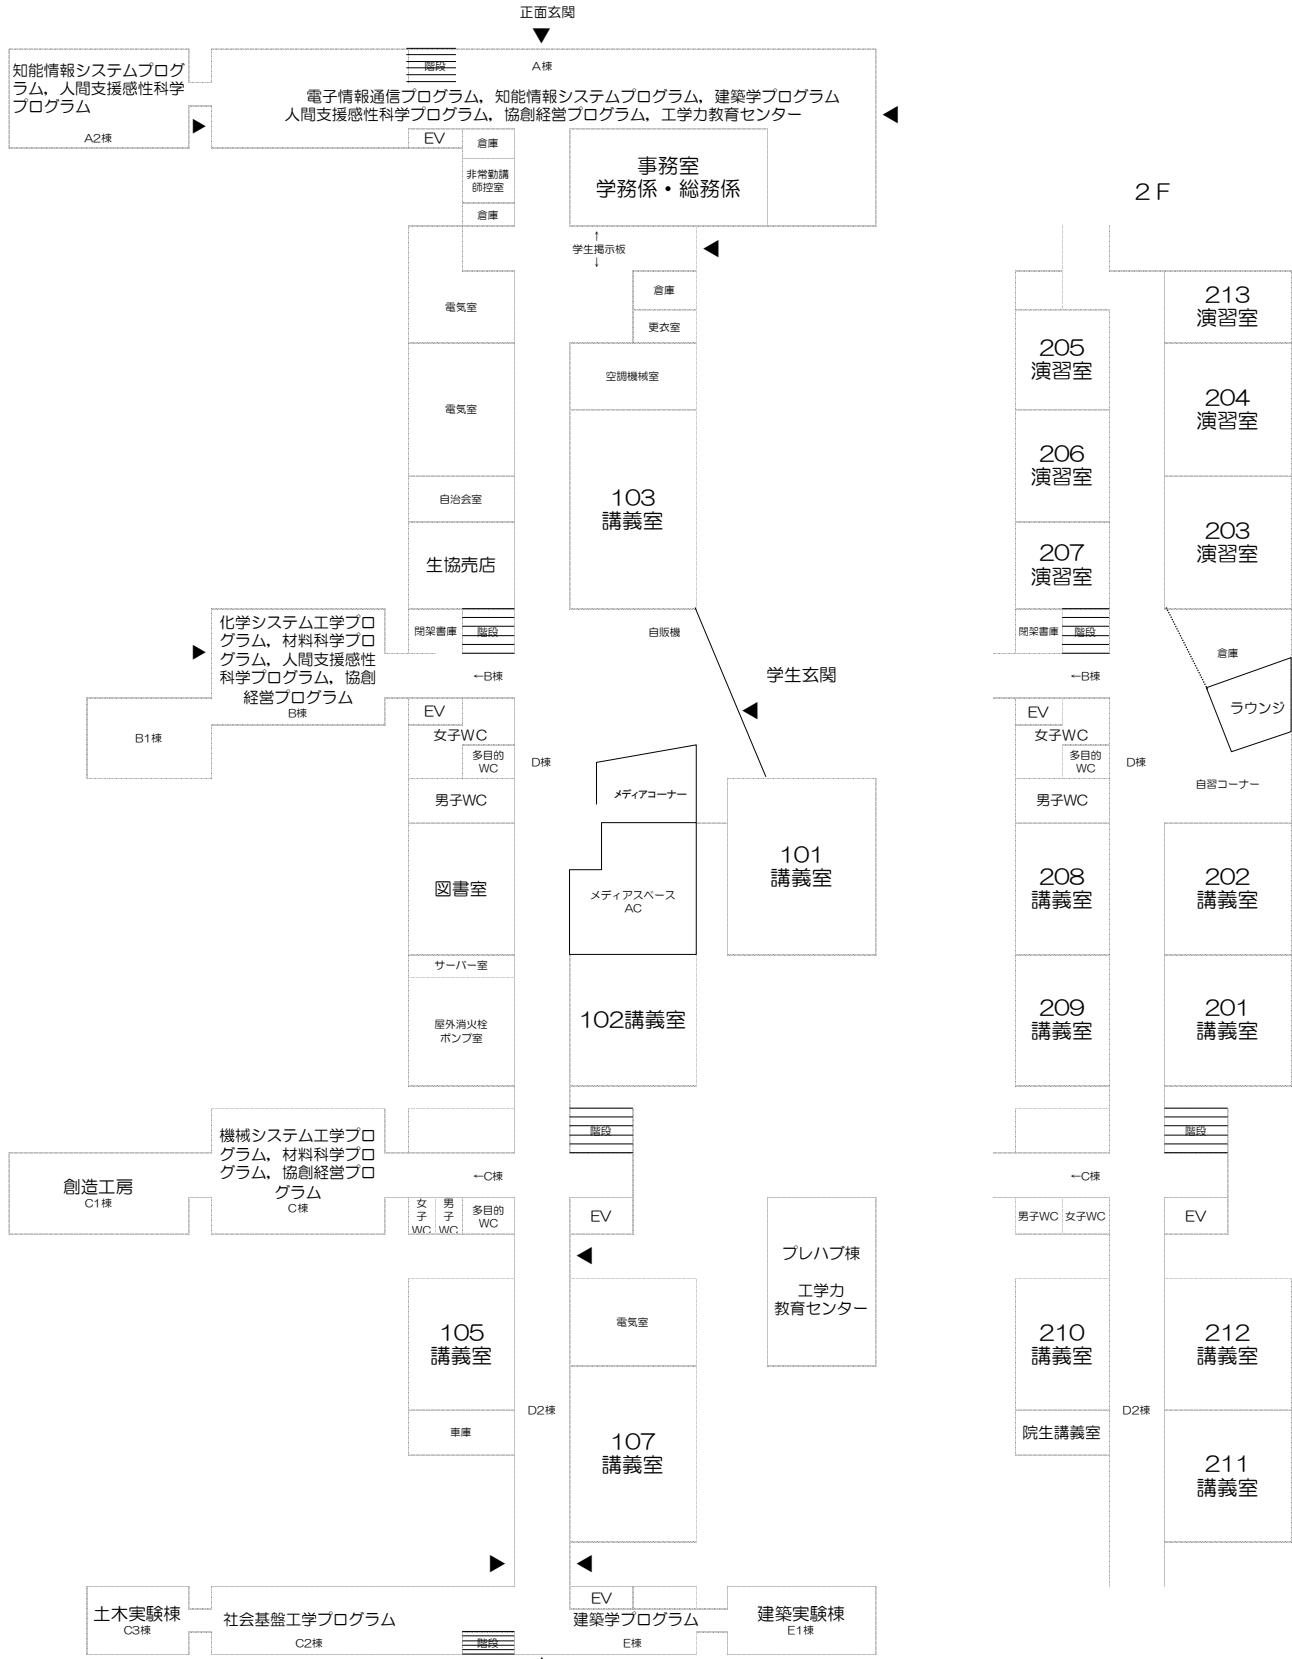 正面玄関
階段
A棟
知能情報システムプログ
ラム，人間支援感性科学
プログラム
A2棟
電子情報通信プログラム，知能情報システムプログラム，建築学プログラム
人間支援感性科学プログラム，協創経営プログラム，工学力教育センター
EV
倉庫
非常勤講
師控室
倉庫
事務室
学務係・総務係
↑
学生掲示板
↓
電気室
倉庫
更衣室
空調機械室
電気室
自治会室
103
講義室
生協売店
化学システム工学プロ
グラム，材料科学プロ
グラム，人間支援感性
科学プログラム，協創
経営プログラム
B棟
閉架書庫
階段
自販機
←B棟
学生玄関
B1棟
EV
女子WC
多目的
WC
D棟
男子WC
メディアコーナー
101
講義室
図書室
メディアスペース
AC
サーバー室
屋外消火栓
ポンプ室
102講義室
機械システム工学プロ
グラム，材料科学プロ
グラム，協創経営プロ
グラム
C棟
階段
創造工房
C1棟
←C棟
女
子
WC
男
子
WC
多目的
WC
EV
プレハブ棟
工学力
教育センター
105
講義室
電気室
D2棟
車庫
107
講義室
土木実験棟
C3棟
社会基盤工学プログラム
C2棟
階段
EV
建築学プログラム
E棟
建築実験棟
E1棟
2F
213
演習室
205
演習室
204
演習室
206
演習室
203
演習室
207
演習室
閉架書庫
階段
倉庫
←B棟
ラウンジ
EV
女子WC
多目的
WC
D棟
自習コーナー
男子WC
208
講義室
202
講義室
209
講義室
201
講義室
階段
←C棟
男子WC
女子WC
EV
210
講義室
212
講義室
D2棟
院生講義室
211
講義室